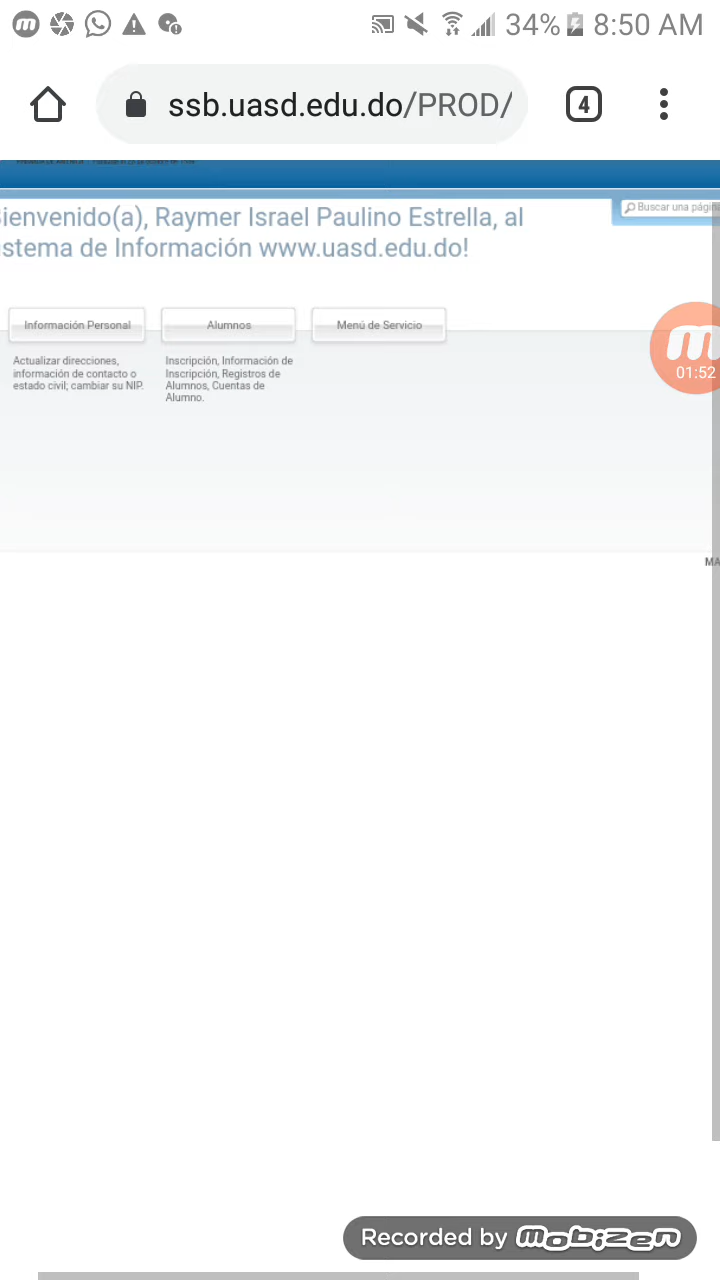 34% 8:50 AM
ssb.uasd.edu.do/PROD/
4
ienvenido(a), Raymer Israel Paulino Estrella, al
stema de Información www.uasd.edu.do!
Buscar una página
Información Personal
Alumnos
Menú de Servicio
Actualizar direcciones,
información de contacto o
estado civil; cambiar su NIP.
Inscripción, Información de
Inscripción, Registros de
Alumnos, Cuentas de
Alumno.
m
01:52
MA
Recorded by mobizen